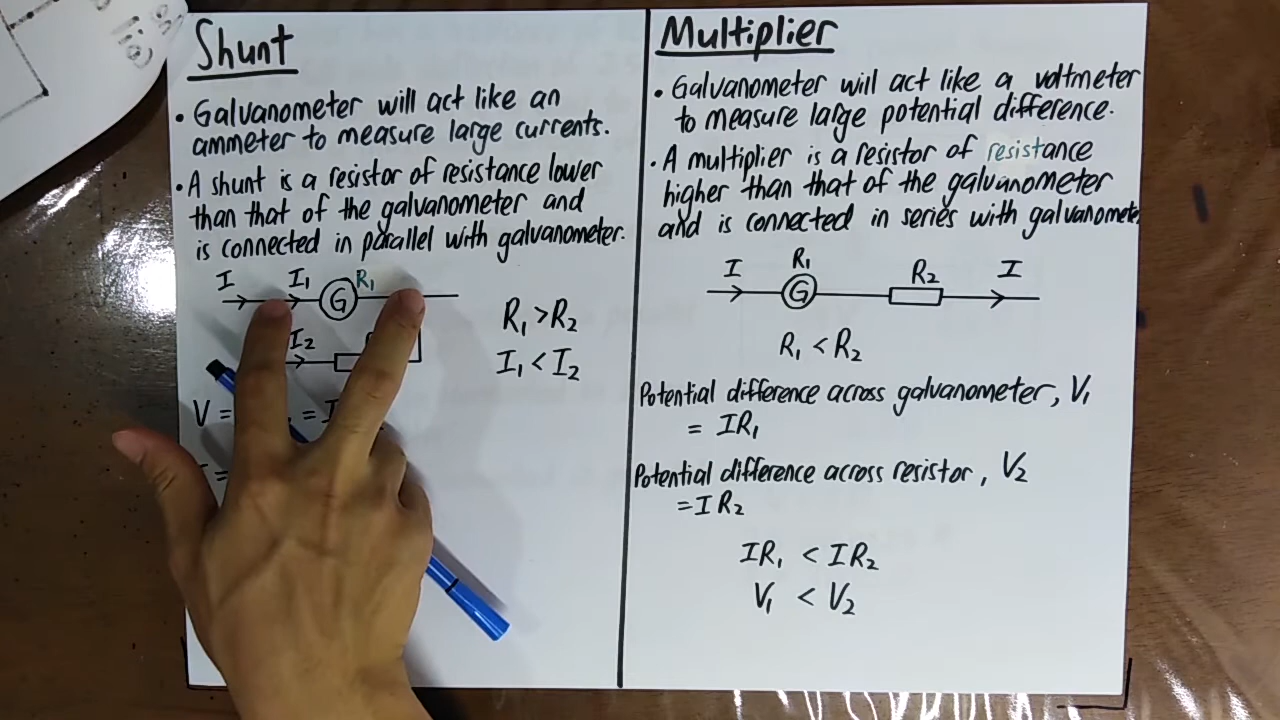 Shunt
• Galvanometer will act like an
ammeter to measure large currents.
• A shunt is a resistor of resistance lower
than that of the galvanometer and
is connected in parallel with galvanometer.
I I₁ G R₁
I₂
R₁ > R₂
I₁ < I₂
V =
= I
Multiplier
• Galvanometer will act like a voltmeter
to measure large potential difference.
• A multiplier is a resistor of resistance
higher than that of the galvanometer
and is connected in series with galvanometer
I R₁ G R₂ I
R₁ < R₂
Potential difference across galvanometer, V₁
= IR₁
Potential difference across resistor, V₂
= IR₂
IR₁ < IR₂
V₁ < V₂